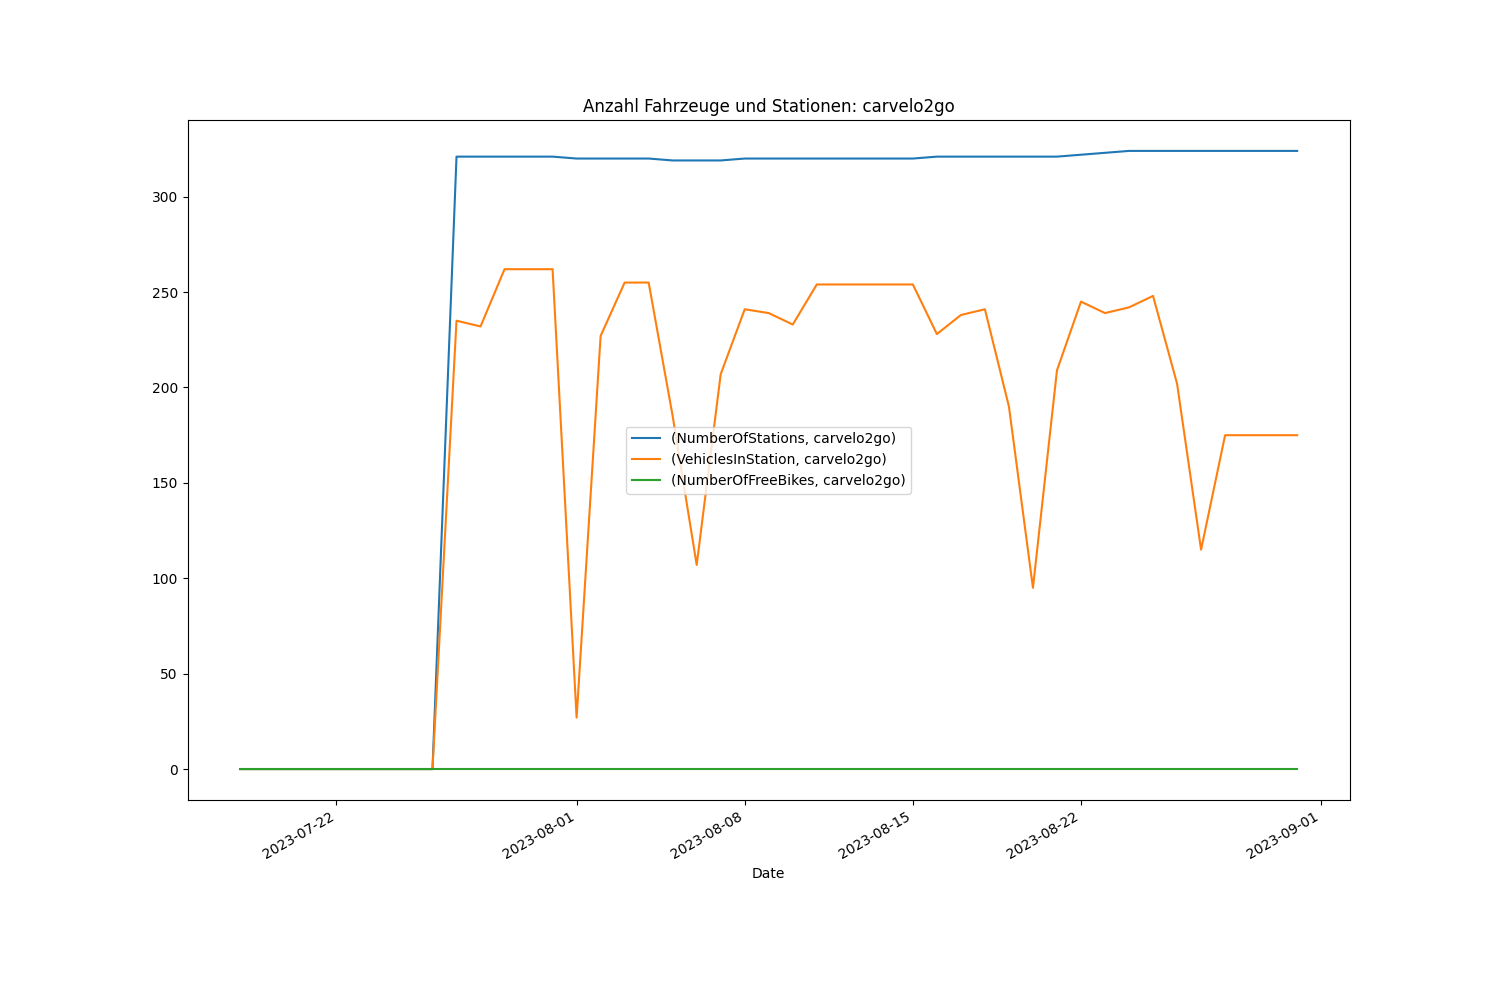 Anzahl Fahrzeuge und Stationen: carvelo2go
300
250
200
150
100
50
0
(NumberOfStations, carvelo2go)
(VehiclesInStation, carvelo2go)
(NumberOfFreeBikes, carvelo2go)
2023-07-22
2023-08-01
2023-08-08
2023-08-15
2023-08-22
2023-09-01
Date